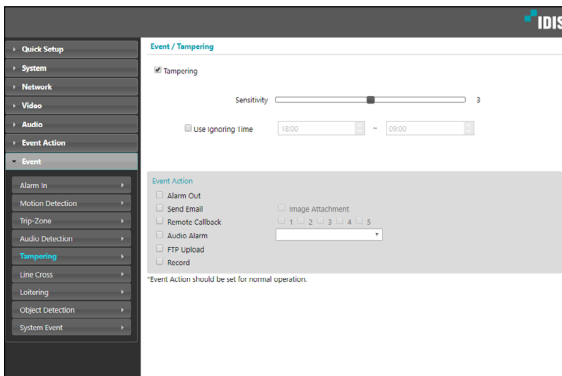 IDIS
Quick Setup
System
Network
Video
Audio
Event Action
Event
Alarm In
Motion Detection
Trip-Zone
Audio Detection
Tampering
Line Cross
Loitering
Object Detection
System Event
Event / Tampering
Tampering
Sensitivity 3
Use Ignoring Time 18:00 ~ 09:00
Event Action
Alarm Out
Send Email Image Attachment
Remote Callback 1 2 3 4 5
Audio Alarm
FTP Upload
Record
*Event Action should be set for normal operation.